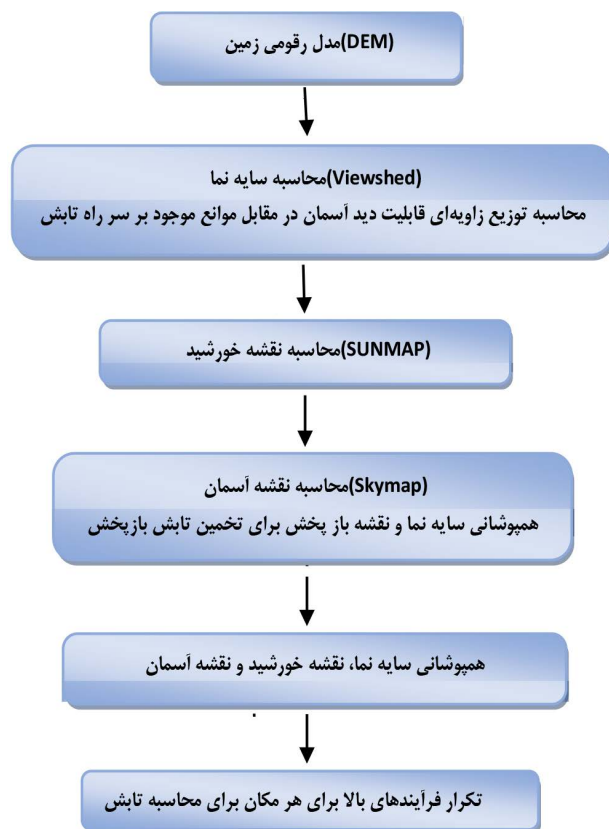 مدل رقومی زمین(DEM)
محاسبه سایه نما(Viewshed)
محاسبه توزیع زاویه‌ای قابلیت دید آسمان در مقابل موانع موجود بر سر راه تابش
محاسبه نقشه خورشید(SUNMAP)
محاسبه نقشه آسمان(Skymap)
همپوشانی سایه نما و نقشه باز پخش برای تخمین تابش بازپخش
همپوشانی سایه نما، نقشه خورشید و نقشه آسمان
تکرار فرآیندهای بالا برای هر مکان برای محاسبه تابش